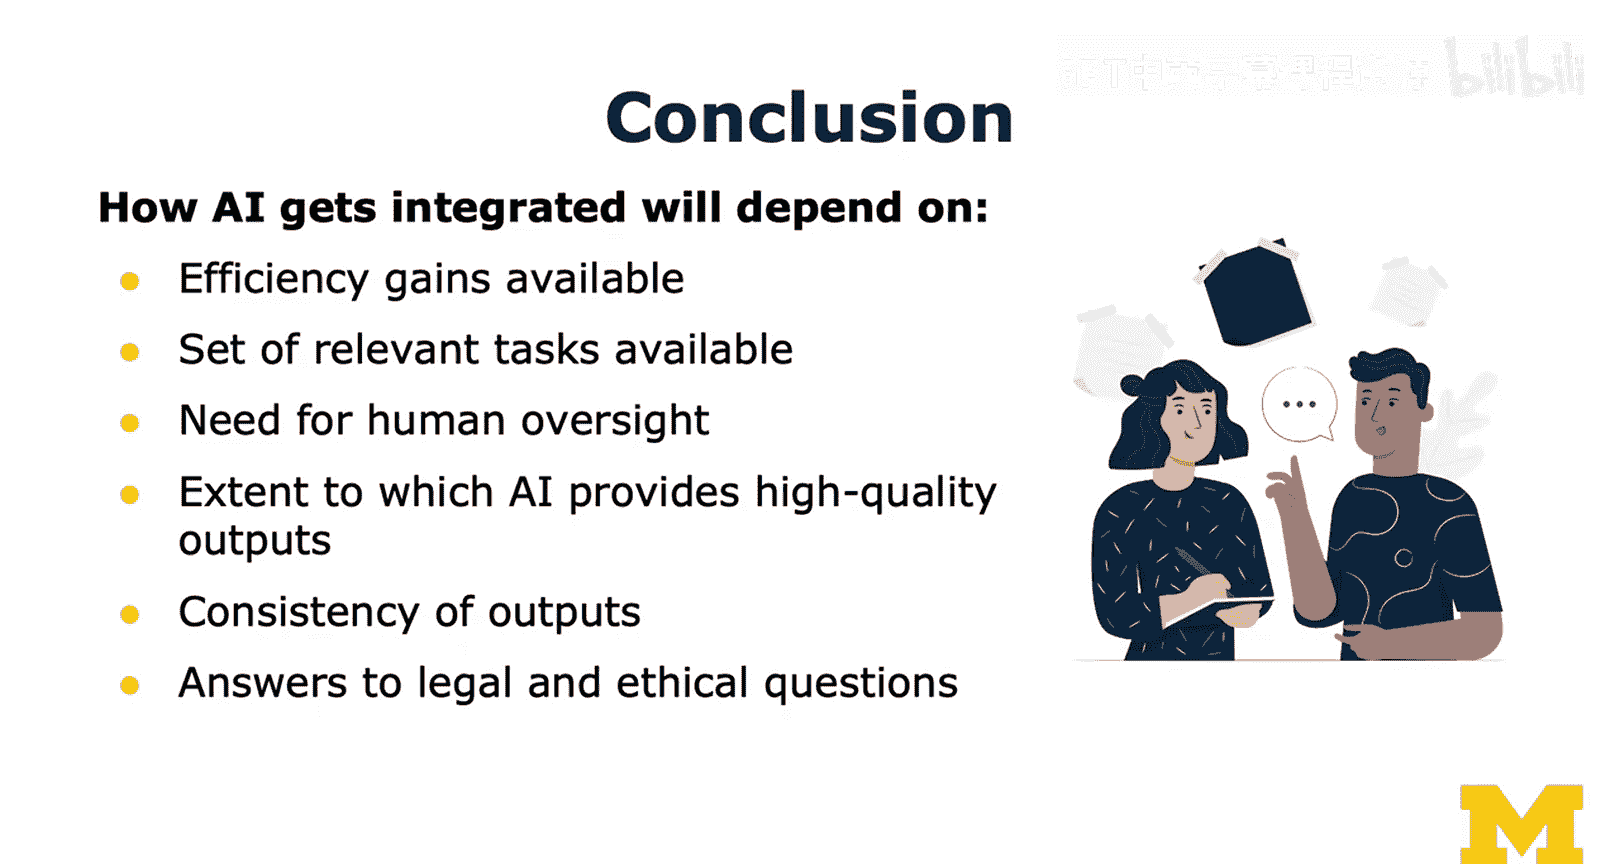 bilibili
Conclusion
How AI gets integrated will depend on:
Efficiency gains available
Set of relevant tasks available
Need for human oversight
Extent to which AI provides high-quality
outputs
Consistency of outputs
Answers to legal and ethical questions
M